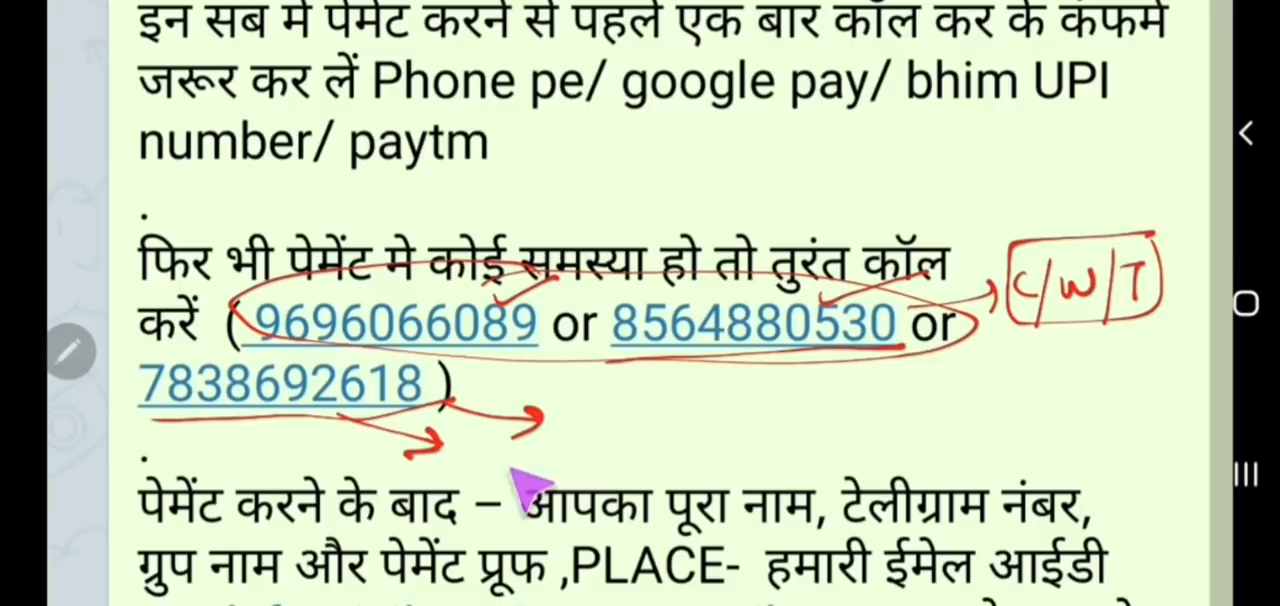 इन सब मे पेमेंट करने से पहले एक बार कॉल कर के कंफर्म
जरूर कर लें Phone pe/ google pay/ bhim UPI
number/ paytm
.
फिर भी पेमेंट मे कोई समस्या हो तो तुरंत कॉल
करें ( 9696066089 or 8564880530 or
7838692618 )
C/W/T
.
पेमेंट करने के बाद – आपका पूरा नाम, टेलीग्राम नंबर,
ग्रुप नाम और पेमेंट प्रूफ ,PLACE- हमारी ईमेल आईडी